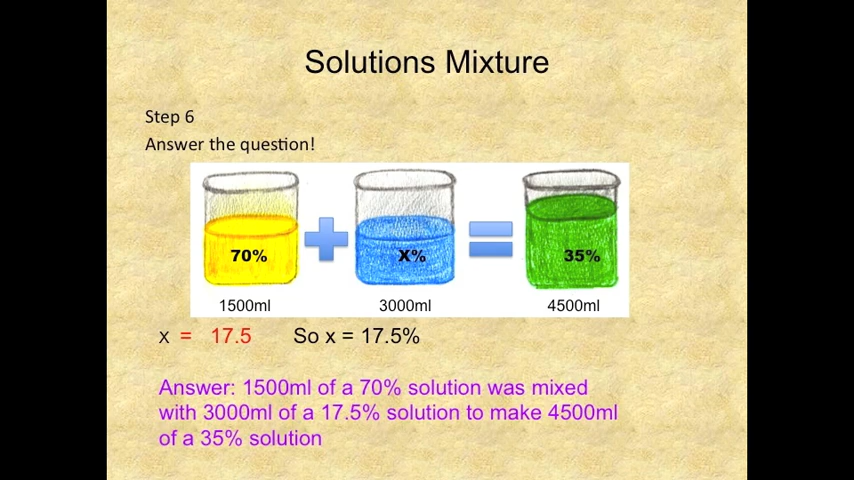 Solutions Mixture
Step 6
Answer the question!
70%
X%
35%
1500ml
3000ml
4500ml
x = 17.5 So x = 17.5%
Answer: 1500ml of a 70% solution was mixed
with 3000ml of a 17.5% solution to make 4500ml
of a 35% solution